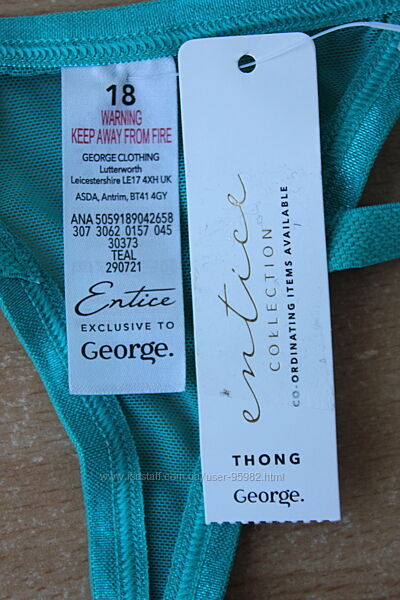 18
WARNING
KEEP AWAY FROM FIRE
GEORGE CLOTHING
Lutterworth
Leicestershire LE17 4XH UK
ASDA, Antrim, BT41 4GY
ANA 5059189042658
307 3062 0157 045
30373
TEAL
290721
Entice
EXCLUSIVE TO
George.
entice
COLLECTION
CO-ORDINATING ITEMS AVAILABLE
THONG
George.